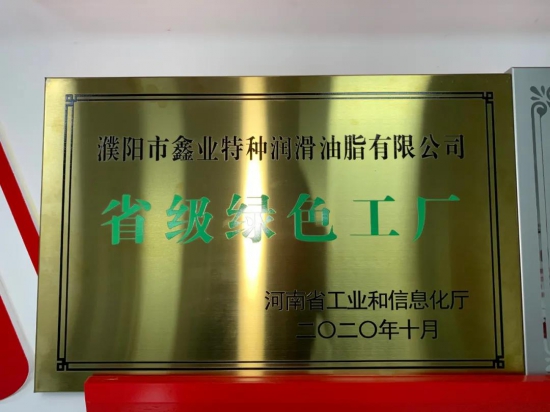 濮阳市鑫业特种润滑油脂有限公司
省级绿色工厂
河南省工业和信息化厅
二〇二〇年十月